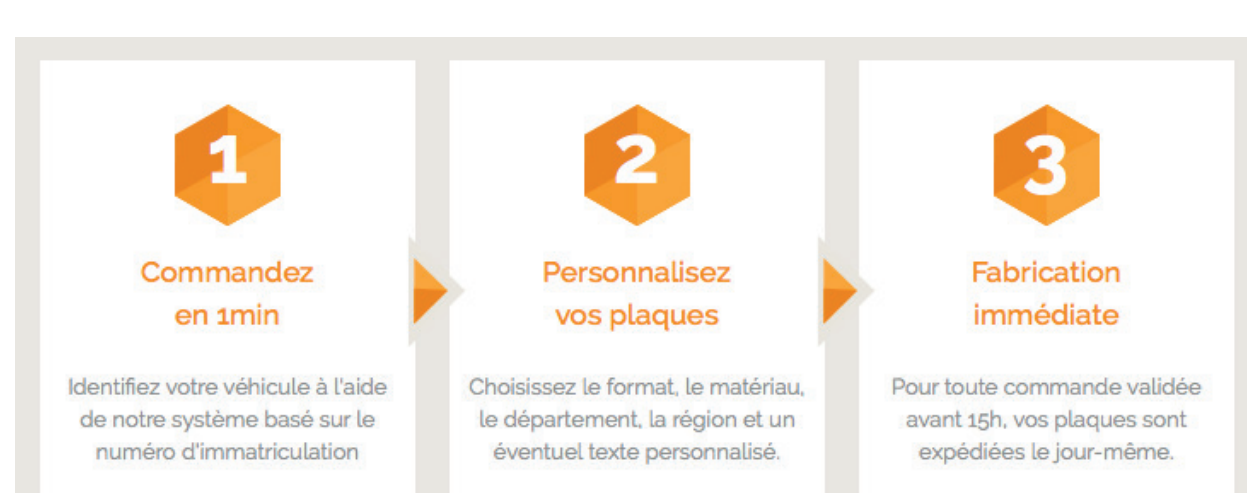 1
Commandez
en 1min
Identifiez votre véhicule à l'aide
de notre système basé sur le
numéro d'immatriculation
2
Personnalisez
vos plaques
Choisissez le format, le matériau,
le département, la région et un
éventuel texte personnalisé.
3
Fabrication
immédiate
Pour toute commande validée
avant 15h, vos plaques sont
expédiées le jour-même.